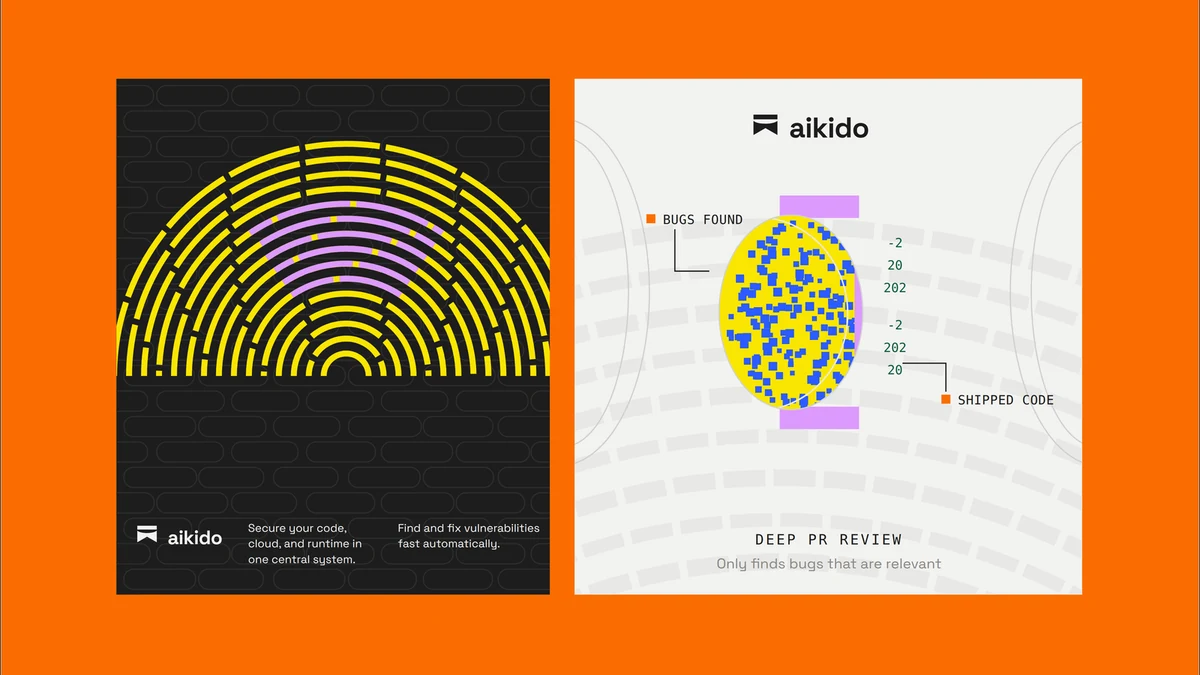 aikido
Secure your code,
cloud, and runtime in
one central system.
Find and fix vulnerabilities
fast automatically.
aikido
BUGS FOUND
-2
20
202
-2
202
20
SHIPPED CODE
DEEP PR REVIEW
Only finds bugs that are relevant